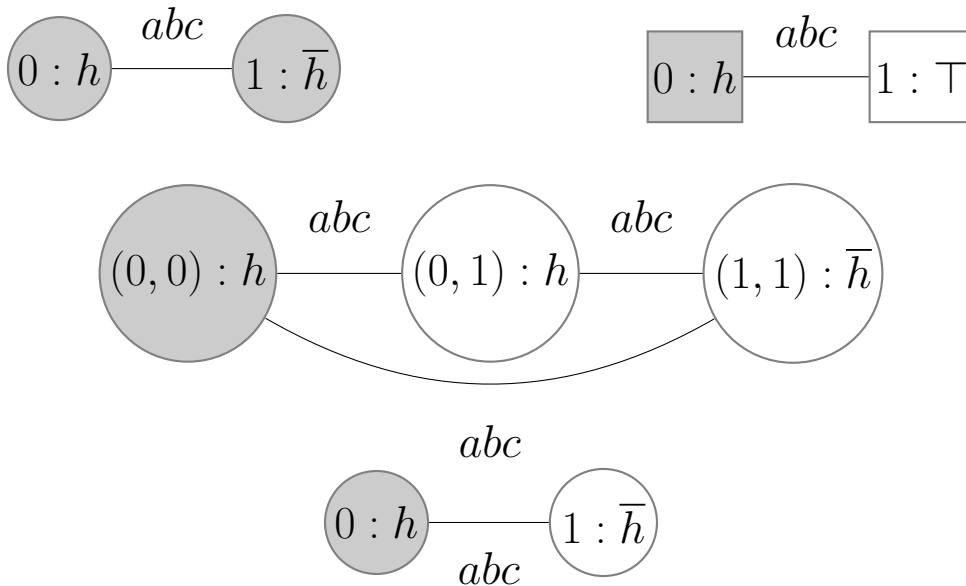 abc abc
0 : h 1 : h̅ 0 : h 1 : ⊤
abc abc
(0, 0) : h (0, 1) : h (1, 1) : h̅
abc
0 : h 1 : h̅
abc